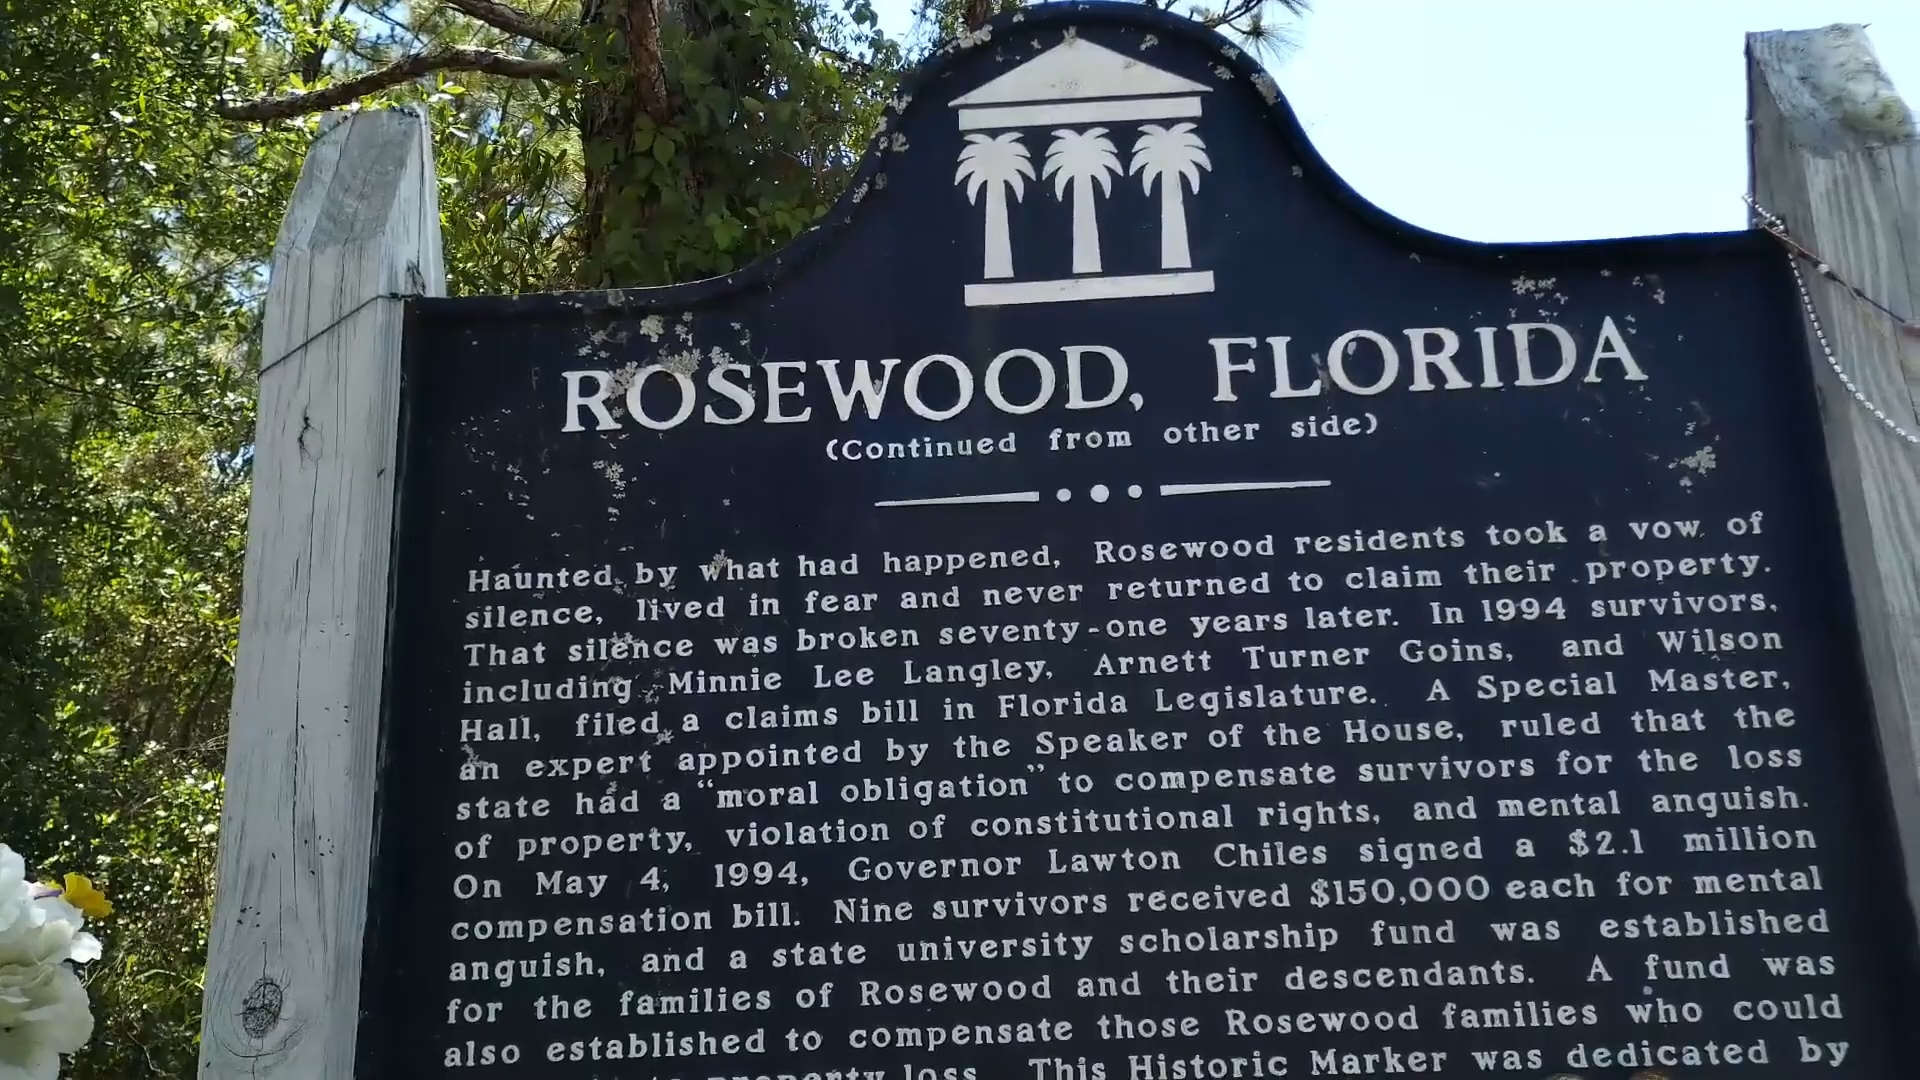 ROSEWOOD, FLORIDA
(Continued from other side)
Haunted by what had happened, Rosewood residents took a vow of
silence, lived in fear and never returned to claim their property.
That silence was broken seventy-one years later. In 1994 survivors,
including Minnie Lee Langley, Arnett Turner Goins, and Wilson
Hall, filed a claims bill in Florida Legislature. A Special Master,
an expert appointed by the Speaker of the House, ruled that the
state had a "moral obligation" to compensate survivors for the loss
of property, violation of constitutional rights, and mental anguish.
On May 4, 1994, Governor Lawton Chiles signed a $2.1 million
compensation bill. Nine survivors received $150,000 each for mental
anguish, and a state university scholarship fund was established
for the families of Rosewood and their descendants. A fund was
also established to compensate those Rosewood families who could
property loss. This Historic Marker was dedicated by